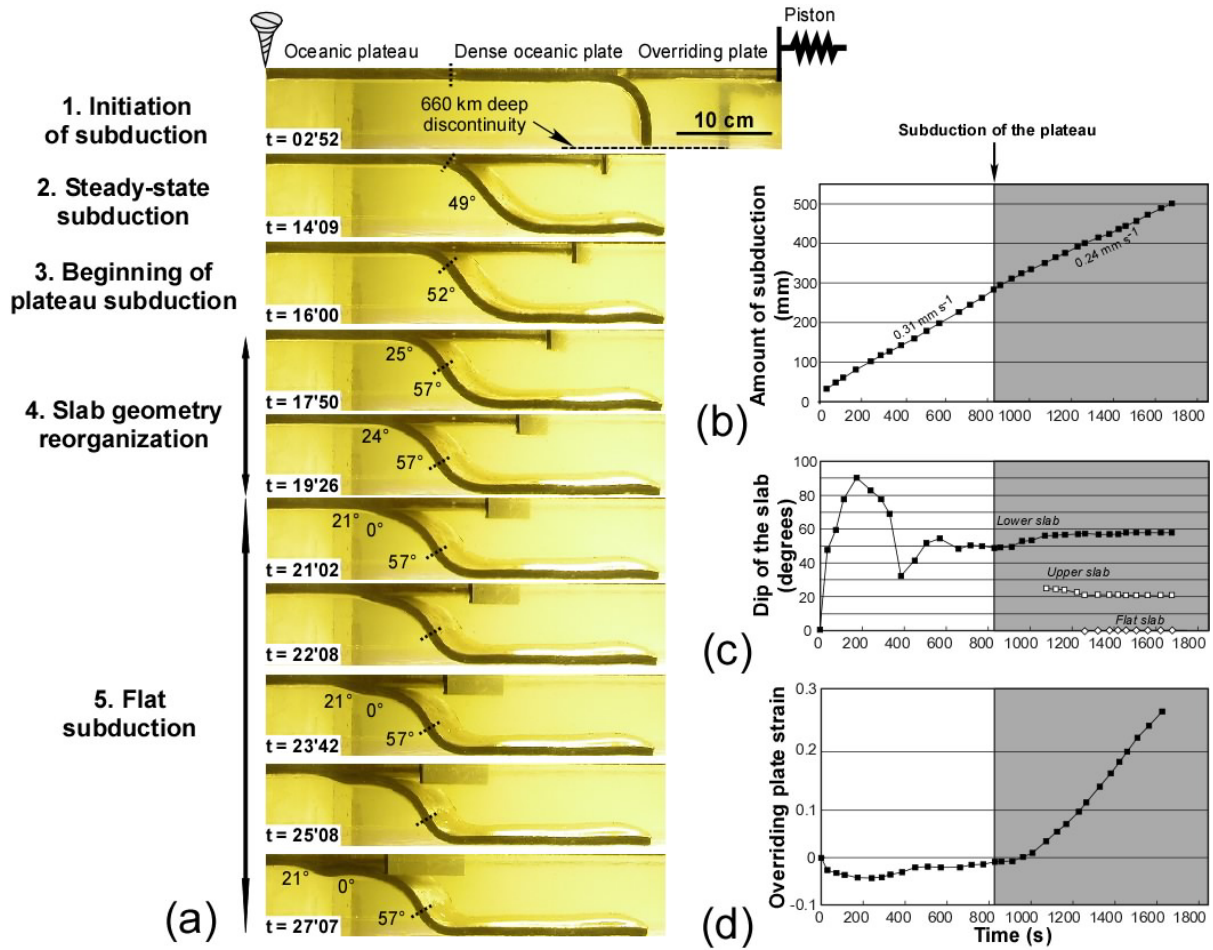 Piston
Oceanic plateau
Dense oceanic plate
Overriding plate
1. Initiation
of subduction
660 km deep
discontinuity
10 cm
t = 02'52
2. Steady-state
subduction
49°
t = 14'09
3. Beginning of
plateau subduction
52°
t = 16'00
4. Slab geometry
reorganization
25°
57°
t = 17'50
24°
57°
t = 19'26
5. Flat
subduction
21°
0°
57°
t = 21'02
t = 22'08
21°
0°
57°
t = 23'42
t = 25'08
21°
0°
57°
t = 27'07
(a)
Subduction of the plateau
Amount of subduction
(mm)
500
400
300
200
100
0
0.31 mm s-1
0.24 mm s-1
0 200 400 600 800 1000 1200 1400 1600 1800
(b)
Dip of the slab
(degrees)
100
80
60
40
20
0
Lower slab
Upper slab
Flat slab
0 200 400 600 800 1000 1200 1400 1600 1800
(c)
Overriding plate strain
0.3
0.2
0.1
0
-0.1
0 200 400 600 800 1000 1200 1400 1600 1800
Time (s)
(d)